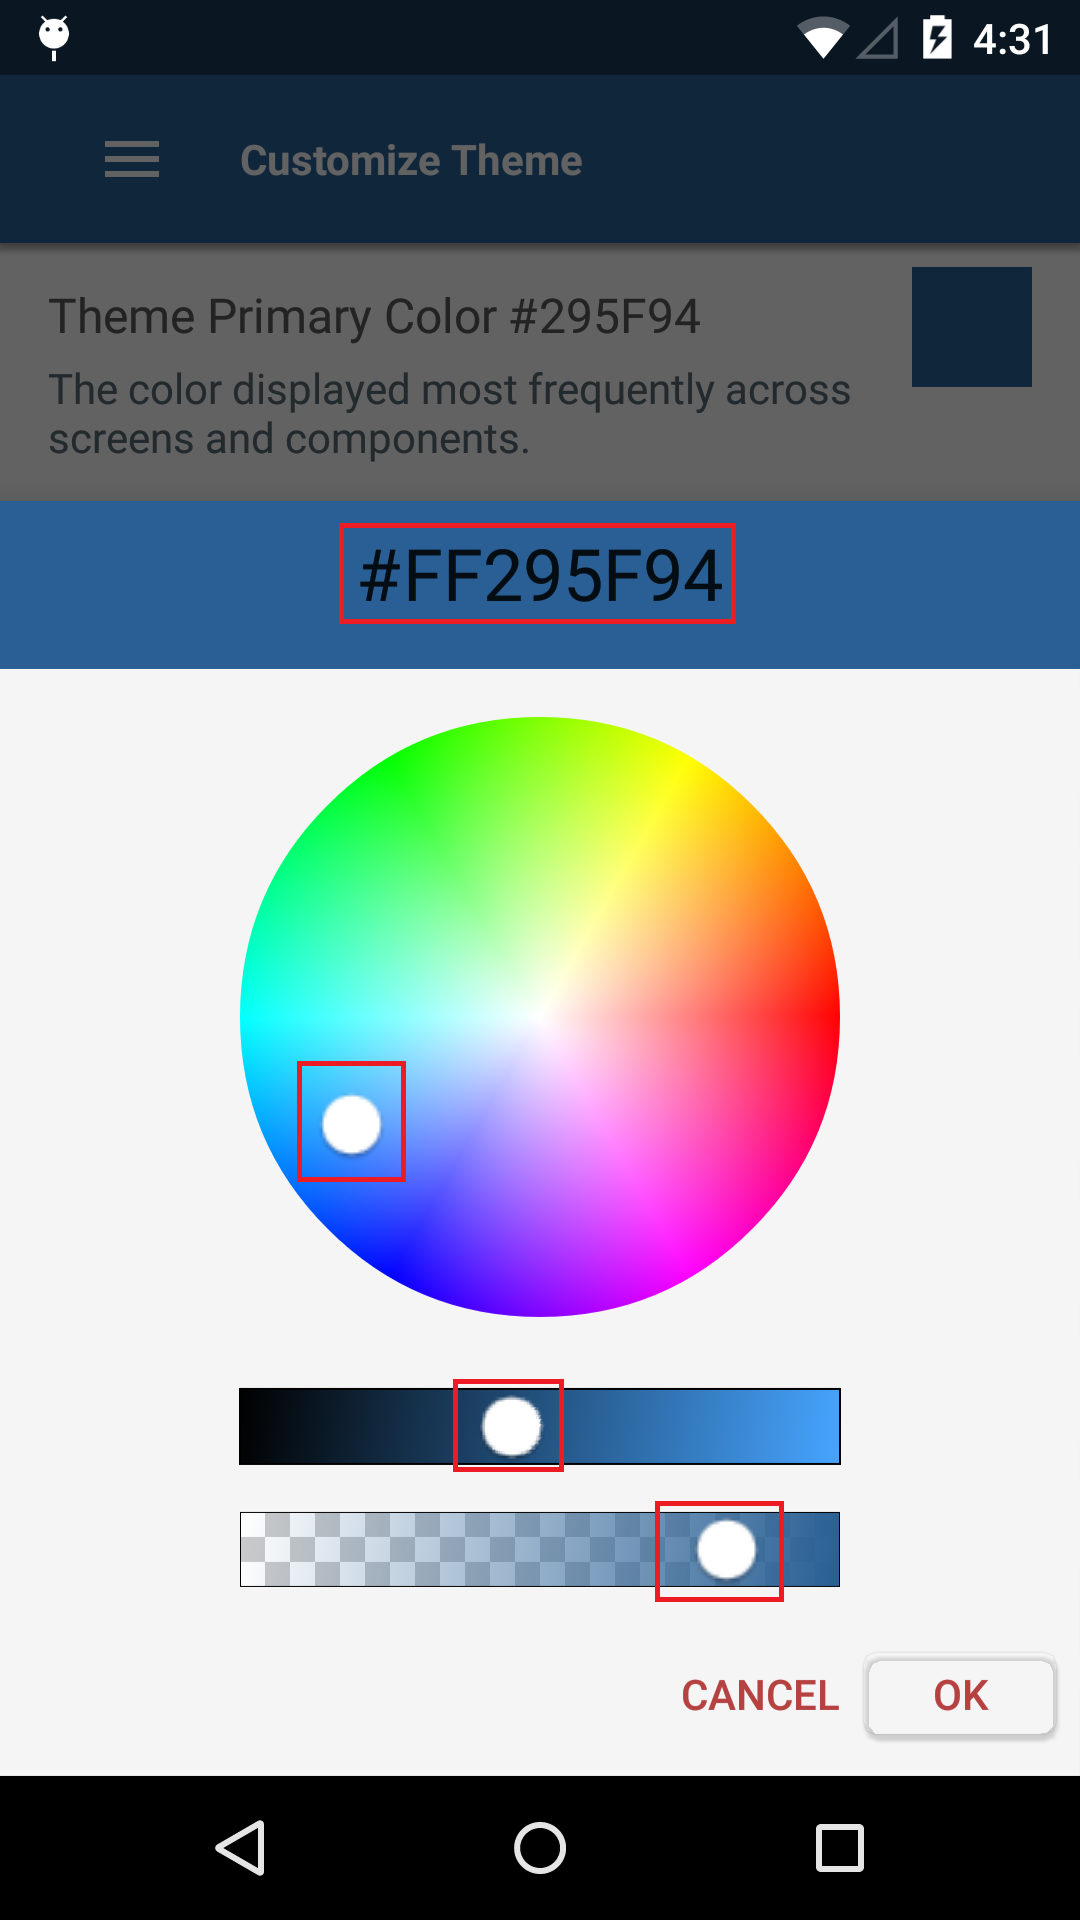 4:31
Customize Theme
Theme Primary Color #295F94
The color displayed most frequently across
screens and components.
#FF295F94
CANCEL OK